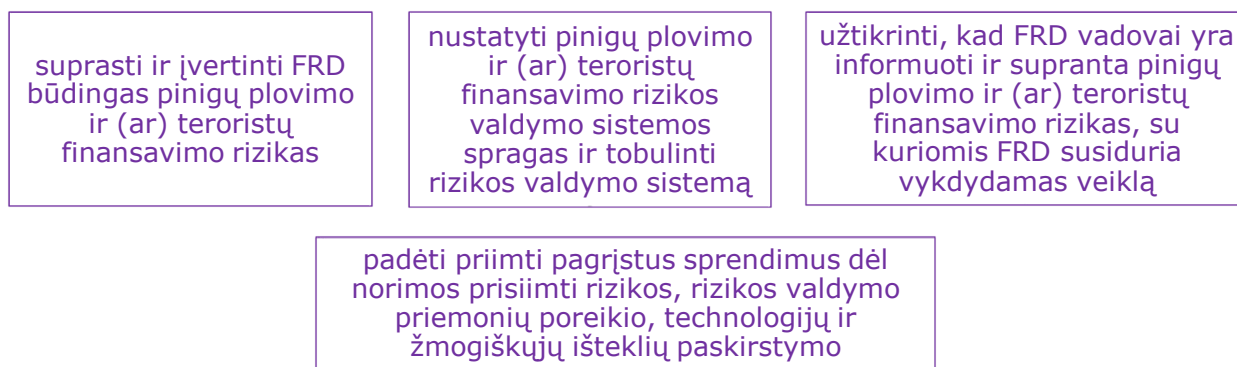 suprasti ir įvertinti FRD
būdingas pinigų plovimo
ir (ar) teroristų
finansavimo rizikas
nustatyti pinigų plovimo
ir (ar) teroristų
finansavimo rizikos
valdymo sistemos
spragas ir tobulinti
rizikos valdymo sistemą
užtikrinti, kad FRD vadovai yra
informuoti ir supranta pinigų
plovimo ir (ar) teroristų
finansavimo rizikas, su
kuriomis FRD susiduria
vykdydamas veiklą
padėti priimti pagrįstus sprendimus dėl
norimos prisiimti rizikos, rizikos valdymo
priemonių poreikio, technologijų ir
žmogiškųjų išteklių paskirstymo